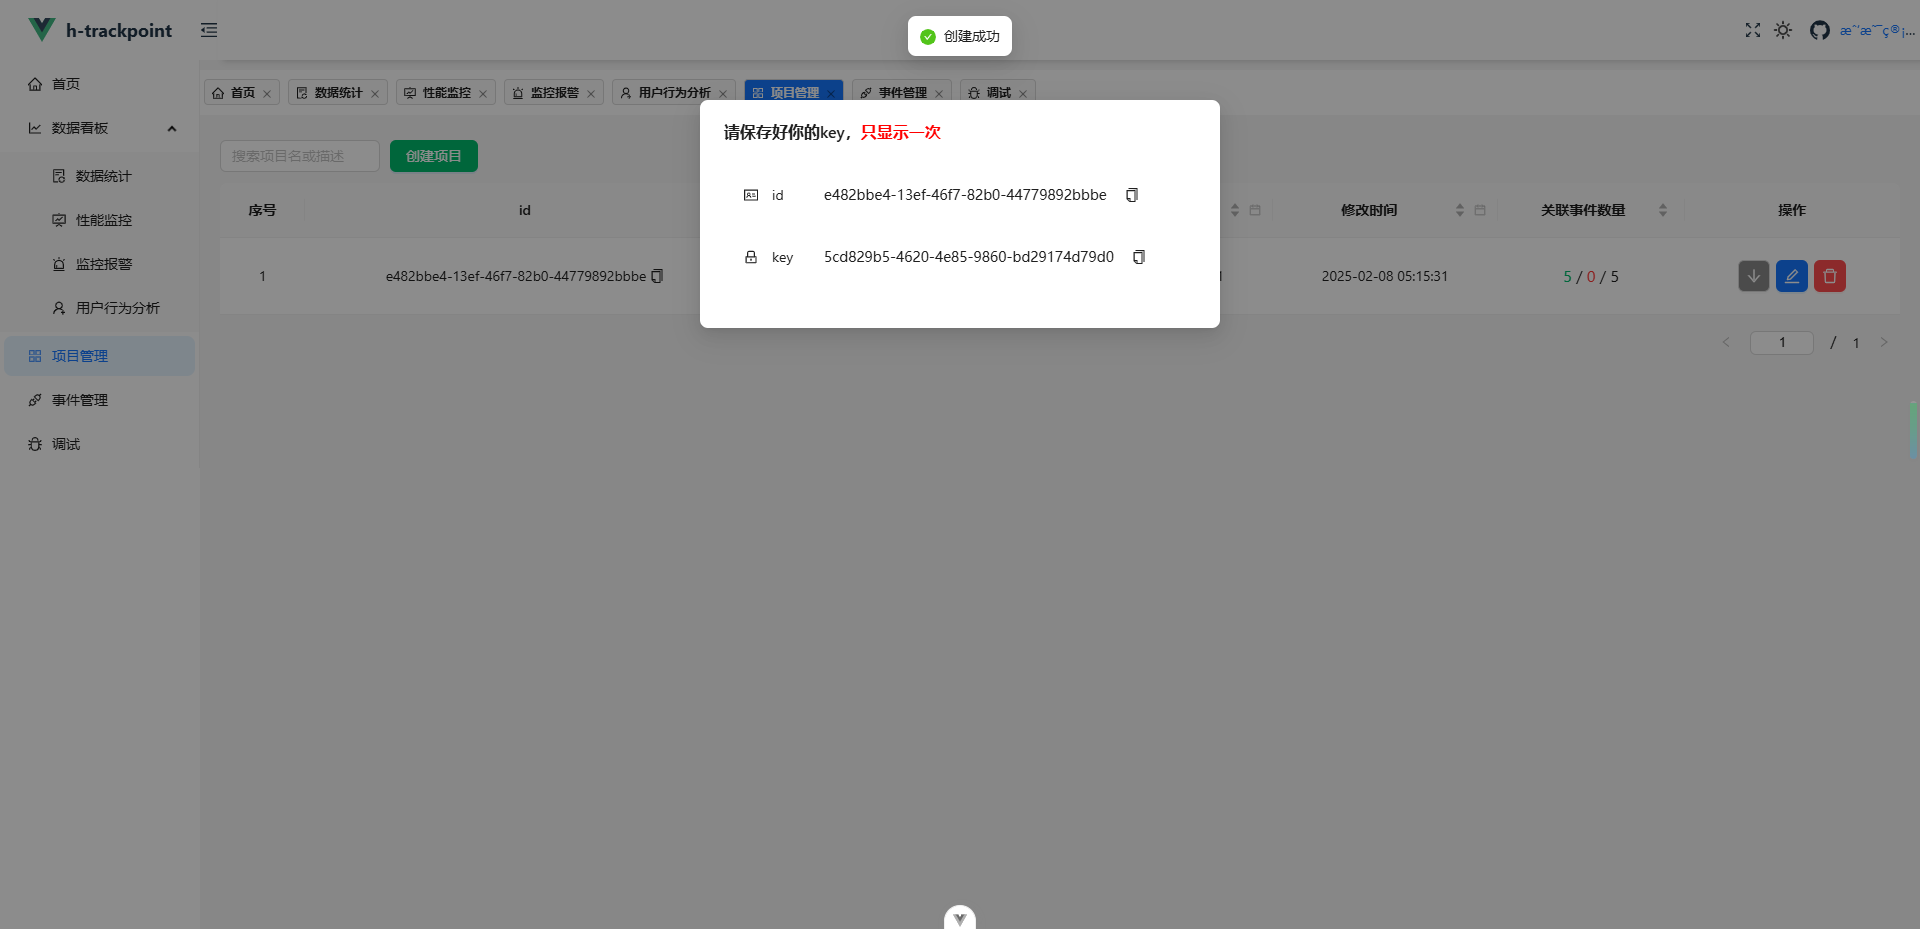 h-trackpoint
创建成功
首页
数据看板
数据统计
性能监控
监控报警
用户行为分析
项目管理
事件管理
调试
首页 数据统计 性能监控 监控报警 用户行为分析 项目管理 事件管理 调试
搜索项目名或描述 创建项目
序号 id 修改时间 关联事件数量 操作
1 e482bbe4-13ef-46f7-82b0-44779892bbbe 2025-02-08 05:15:31 5 / 0 / 5
1 / 1
请保存好你的key，只显示一次
id e482bbe4-13ef-46f7-82b0-44779892bbbe
key 5cd829b5-4620-4e85-9860-bd29174d79d0